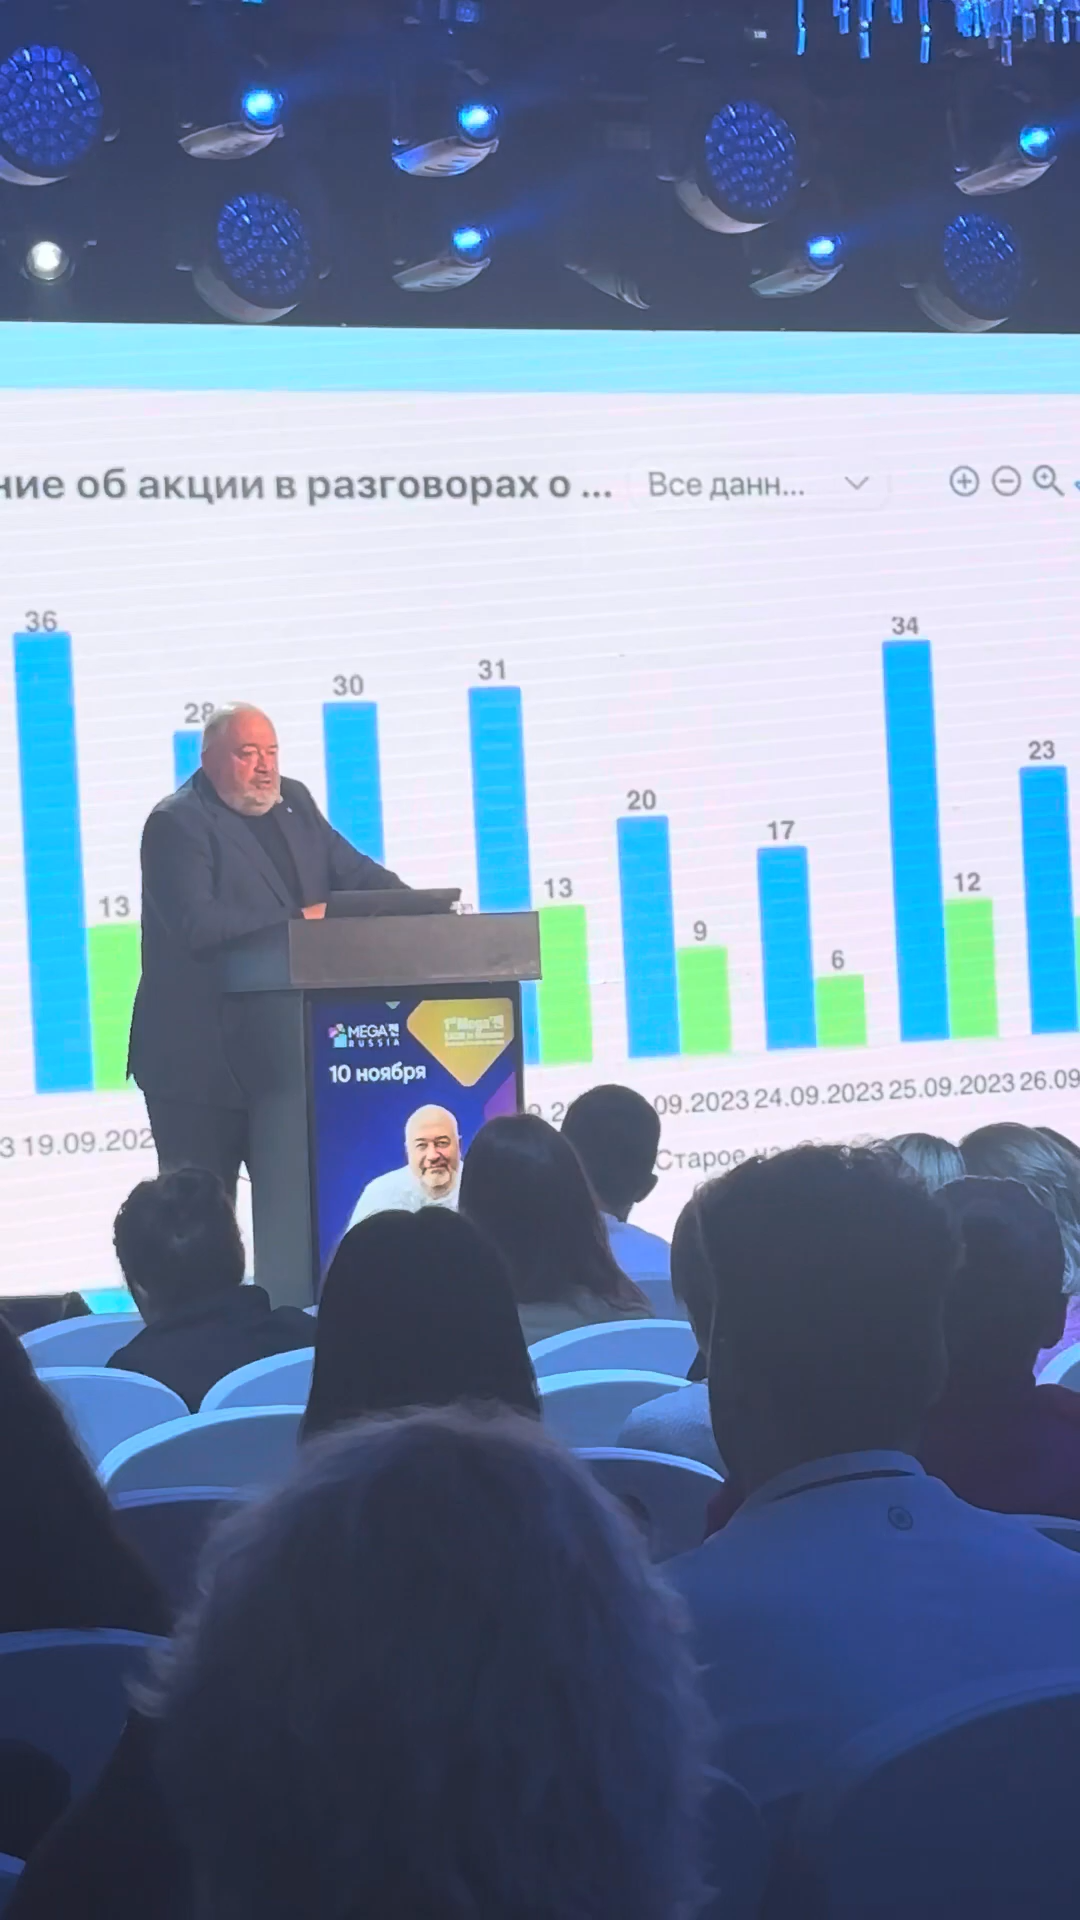 ние об акции в разговорах о ...
Все данн...
36
28
30
31
34
23
20
17
13
13
9
6
12
3 19.09.202
09.2023 24.09.2023 25.09.2023 26.09
Старое
MEGA
RUSSIA
10 ноября